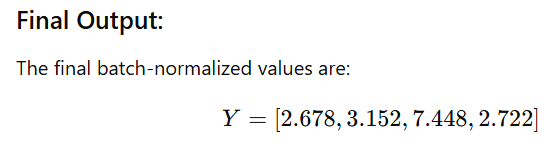 Final Output:
The final batch-normalized values are:
Y = [2.678, 3.152, 7.448, 2.722]